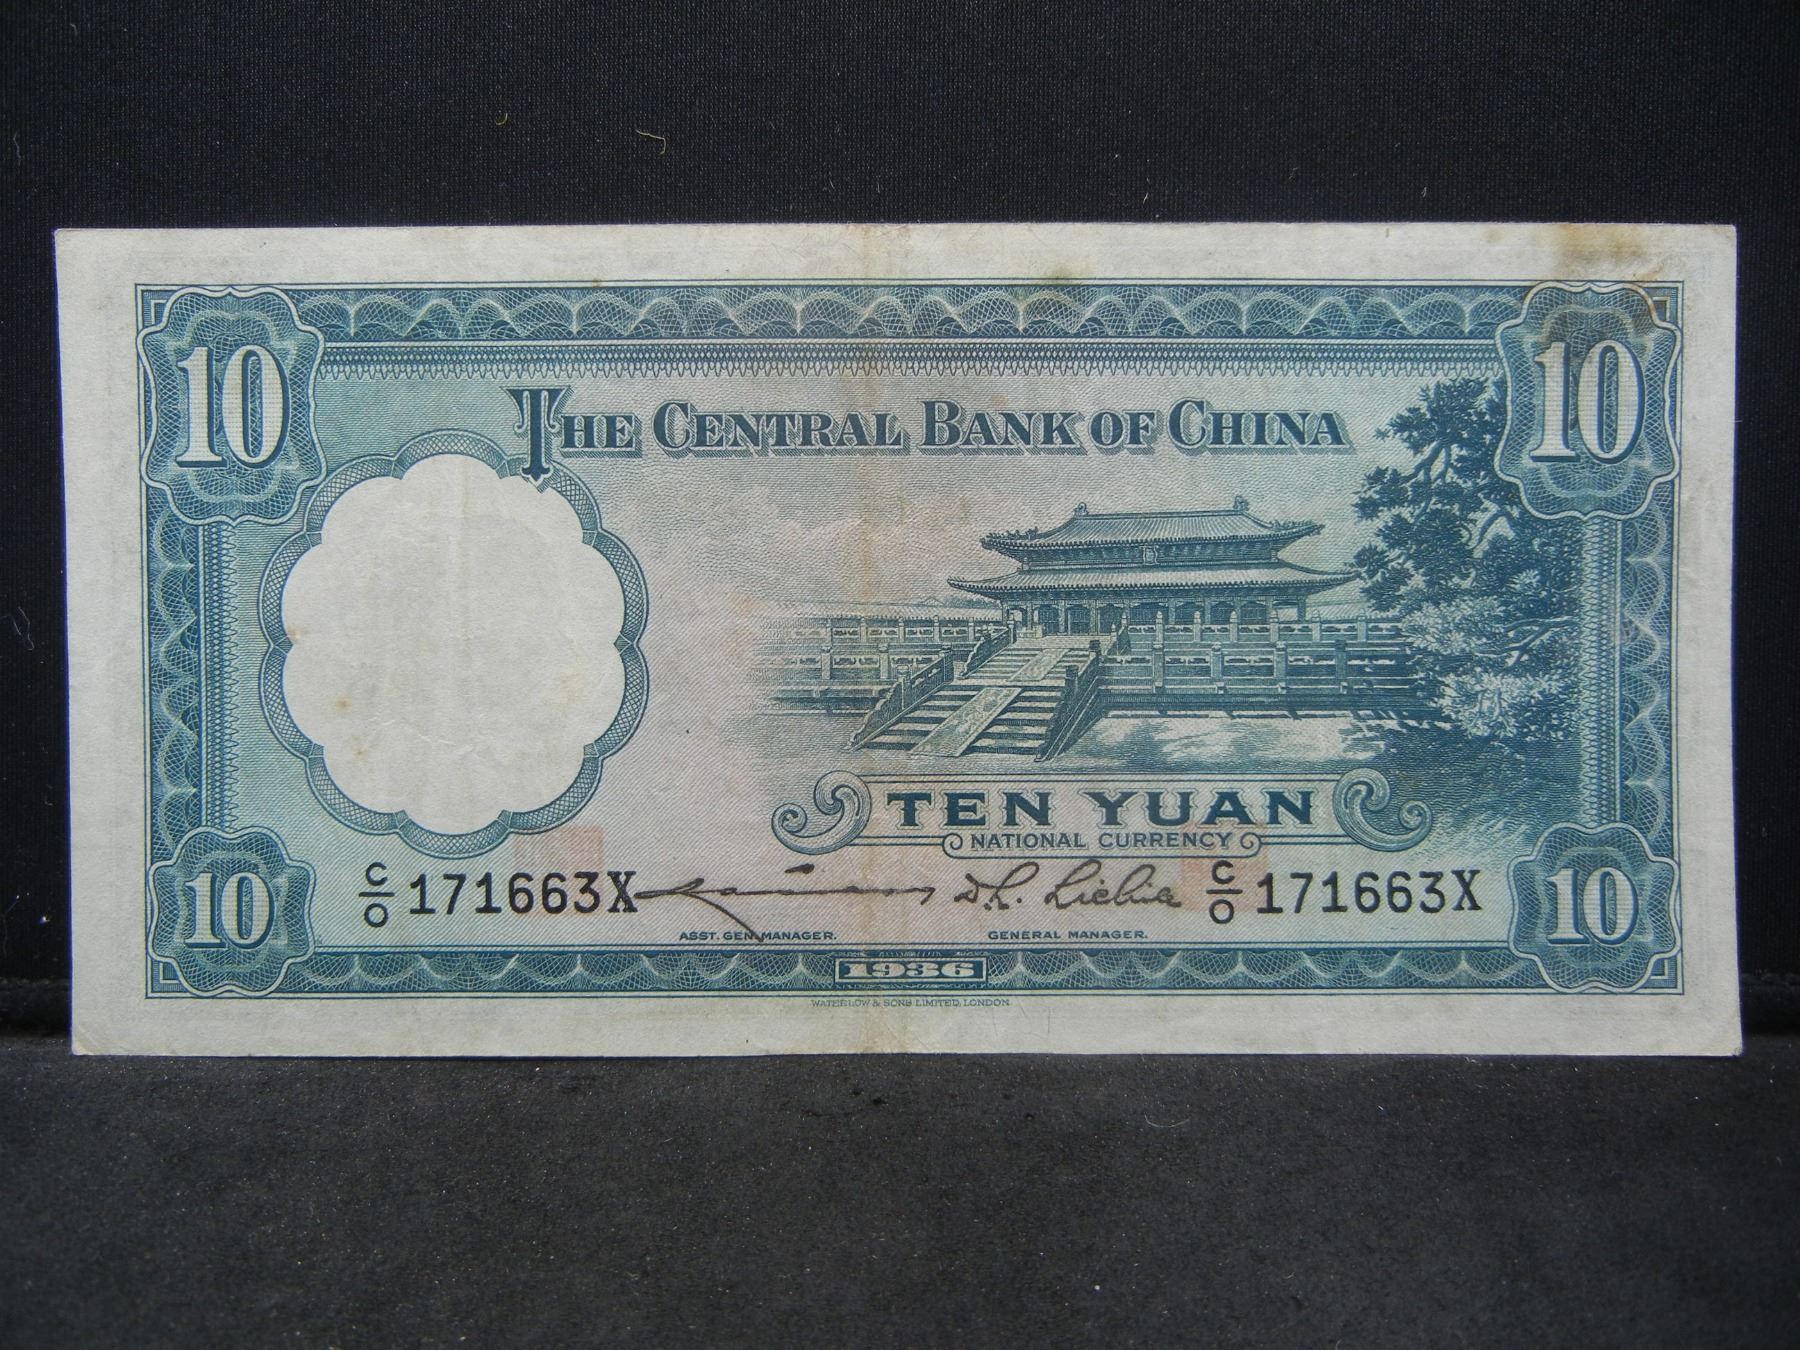 10 10
THE CENTRAL BANK OF CHINA
TEN YUAN
NATIONAL CURRENCY
C/O 171663X C/O 171663X
ASST. GEN. MANAGER. GENERAL MANAGER.
10 10
1936
WATERLOW & SONS LIMITED, LONDON